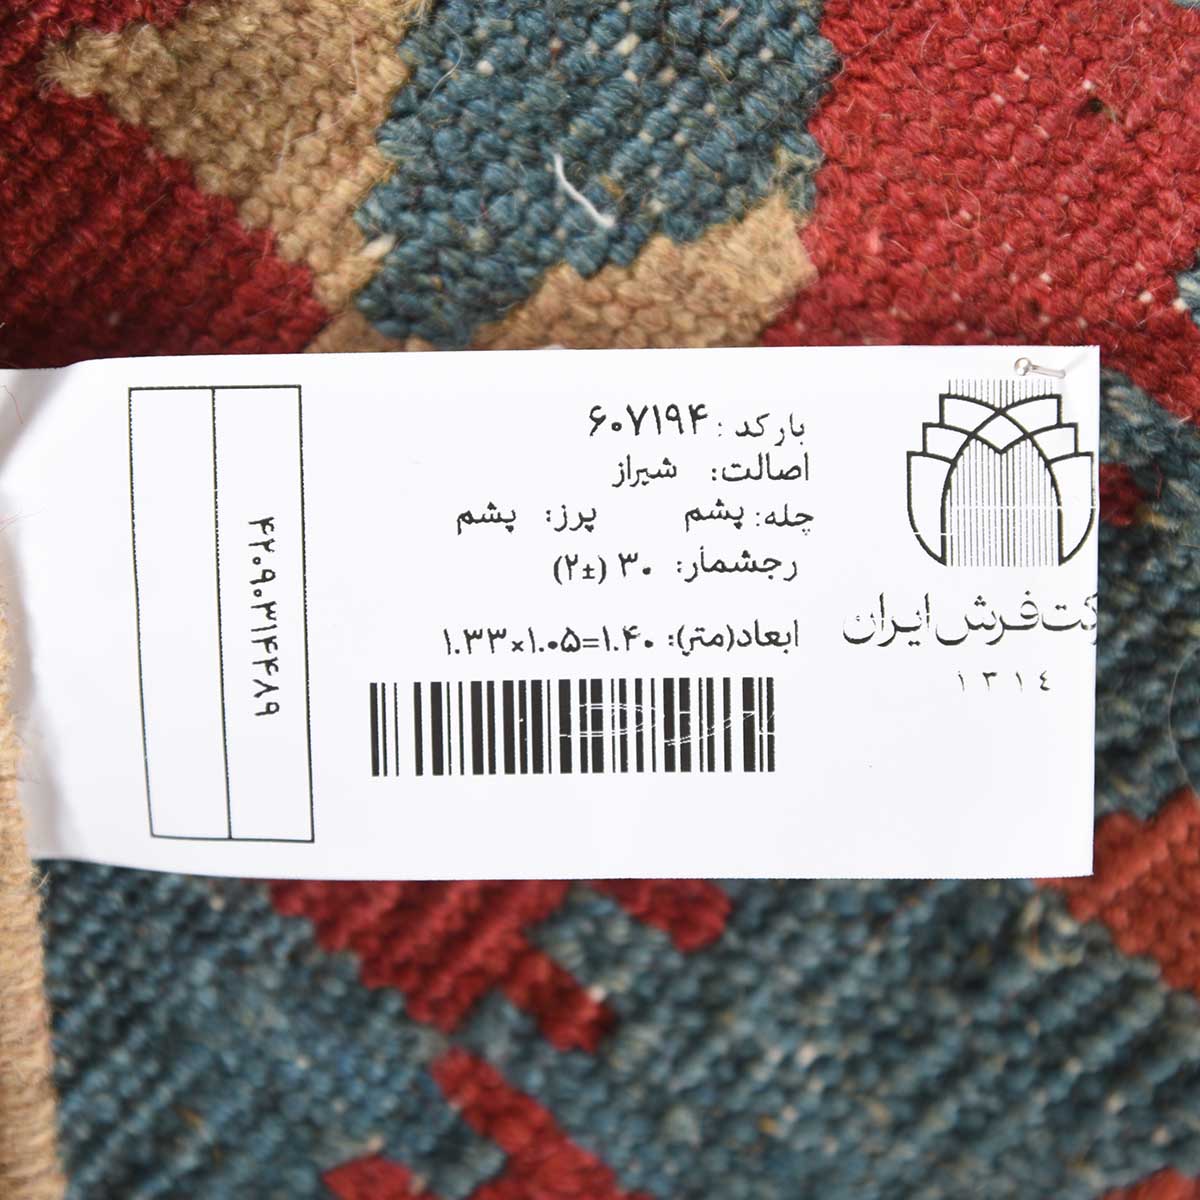 بارکد: ۶۰۷۱۹۴
اصالت: شیراز
چله: پشم پرز: پشم
رجشمار: ۳۰ (±۲)
ابعاد(متر): ۱.۳۳×۱.۰۵=۱.۴۰
فرش ایران
۱۳۱٤
۴۲۰۹۰۳۱۴۴۸۹